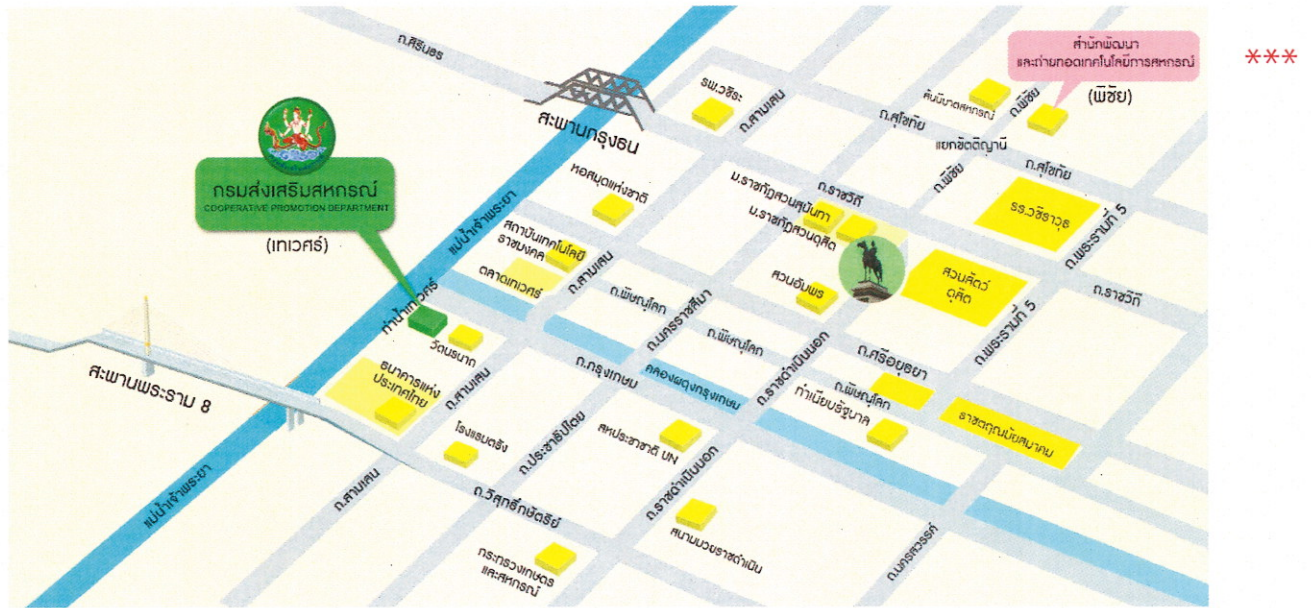 ถ.สิรินธร
สำนักพัฒนา
และถ่ายทอดเทคโนโลยีการสหกรณ์
(พิชัย)
***
รพ.วชิระ
ถ.สามเสน
สันนิบาตสหกรณ์
ถ.พิชัย
ถ.สุโขทัย
สะพานกรุงธน
แยกขัตติญานี
ถ.สุโขทัย
กรมส่งเสริมสหกรณ์
COOPERATIVE PROMOTION DEPARTMENT
(เทเวศร์)
แม่น้ำเจ้าพระยา
หอสมุดแห่งชาติ
ม.ราชภัฏสวนสุนันทา
ม.ราชภัฏสวนดุสิต
ถ.ราชวิถี
ถ.พิชัย
รร.วชิราวุธ
ถ.พระรามที่ 5
สถาบันเทคโนโลยี
ราชมงคล
ตลาดเทเวศร์
ถ.สามเสน
ถ.พิษณุโลก
ถ.นครราชสีมา
สวนอัมพร
สวนสัตว์
ดุสิต
ถ.ราชวิถี
ถ.พระรามที่ 5
ท่าน้ำเทเวศร์
วัดนรนาถ
ถ.พิษณุโลก
ถ.ศรีอยุธยา
สะพานพระราม 8
ธนาคารแห่ง
ประเทศไทย
ถ.สามเสน
ถ.กรุงเกษม
คลองผดุงกรุงเกษม
ถ.ราชดำเนินนอก
ถ.พิษณุโลก
ทำเนียบรัฐบาล
ราชตฤณมัยสมาคม
โรงแรมตรัง
ถ.ประชาธิปไตย
สหประชาชาติ UN
แม่น้ำเจ้าพระยา
ถ.สามเสน
ถ.วิสุทธิ์กษัตริย์
ถ.ราชดำเนินนอก
สนามมวยราชดำเนิน
ถ.นครสวรรค์
กระทรวงเกษตร
และสหกรณ์